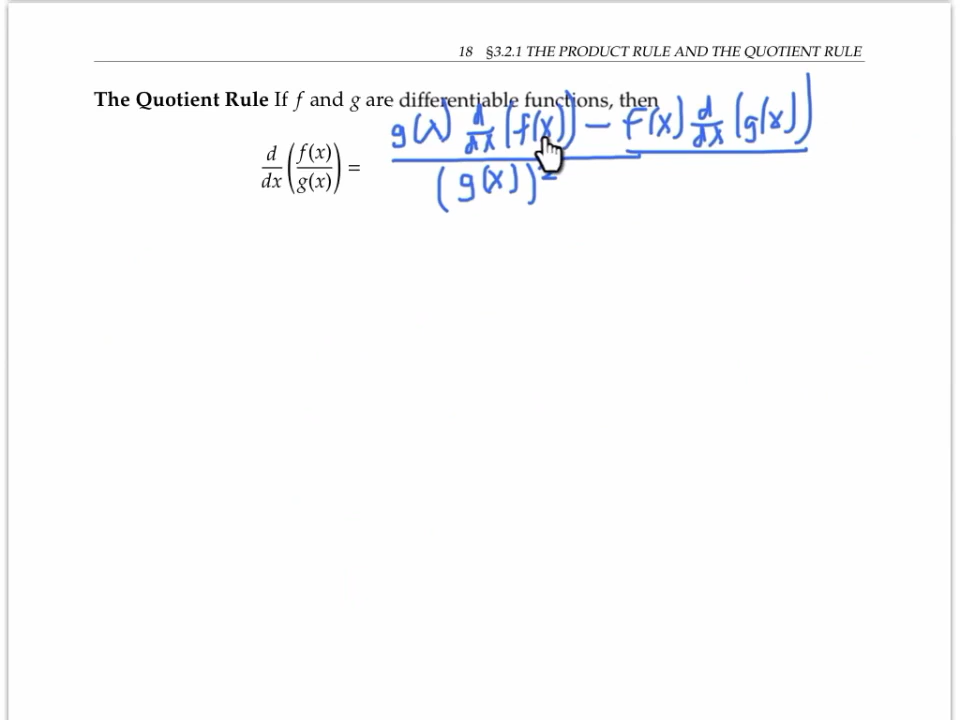 18 §3.2.1 THE PRODUCT RULE AND THE QUOTIENT RULE
The Quotient Rule If f and g are differentiable functions, then
d/dx (f(x)/g(x)) = g(x) d/dx (f(x)) − f(x) d/dx (g(x)) / (g(x))²